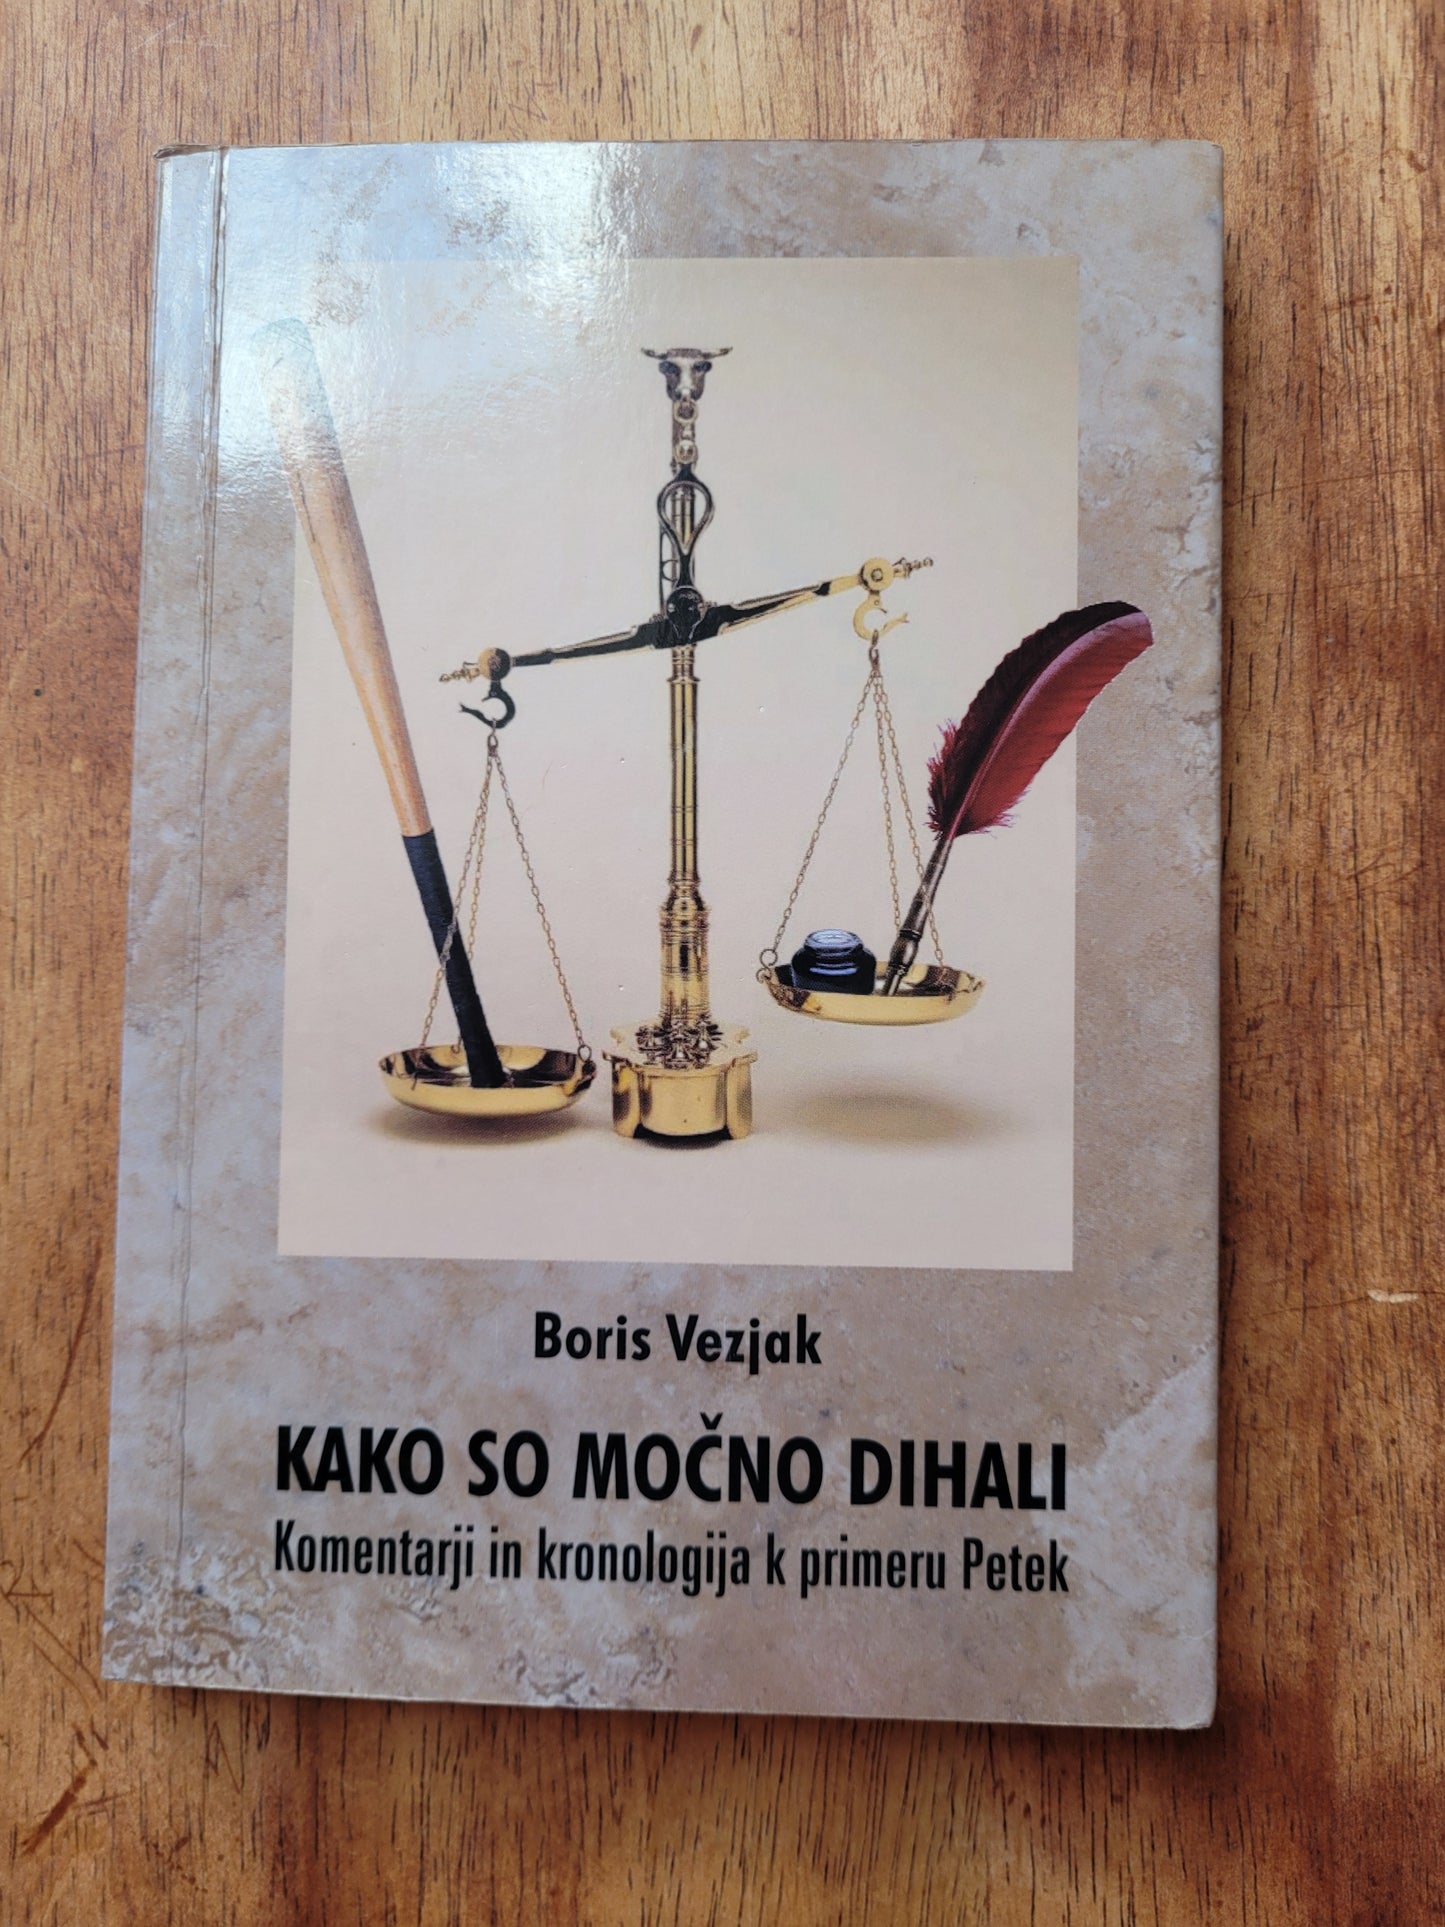 Boris Vezjak
KAKO SO MOČNO DIHALI
Komentarji in kronologija k primeru Petek